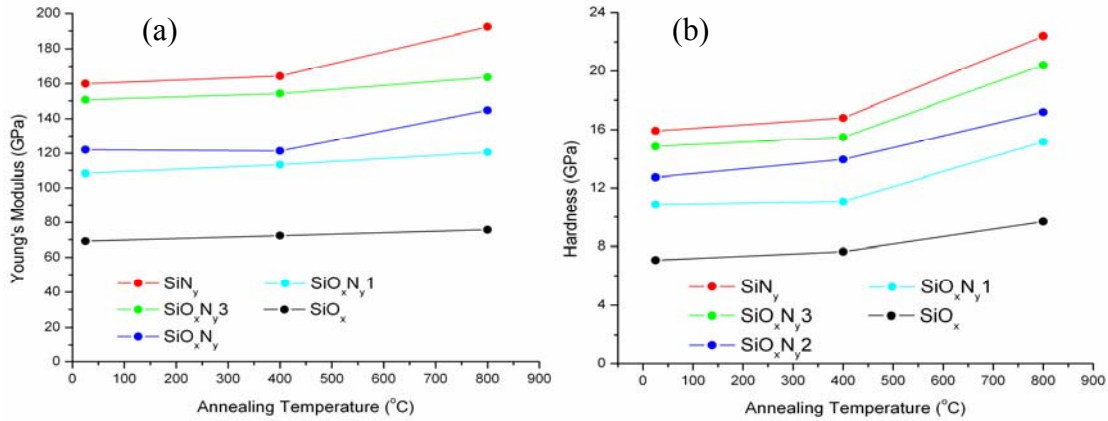 (a)
200
180
160
140
120
100
80
60
40
20
0
Young's Modulus (GPa)
SiNy
SiOxNy3
SiOxNy
SiOxNy1
SiOx
0 100 200 300 400 500 600 700 800 900
Annealing Temperature (°C)
(b)
24
20
16
12
8
4
0
Hardness (GPa)
SiNy
SiOxNy3
SiOxNy2
SiOxNy1
SiOx
0 100 200 300 400 500 600 700 800 900
Annealing Temperature (°C)